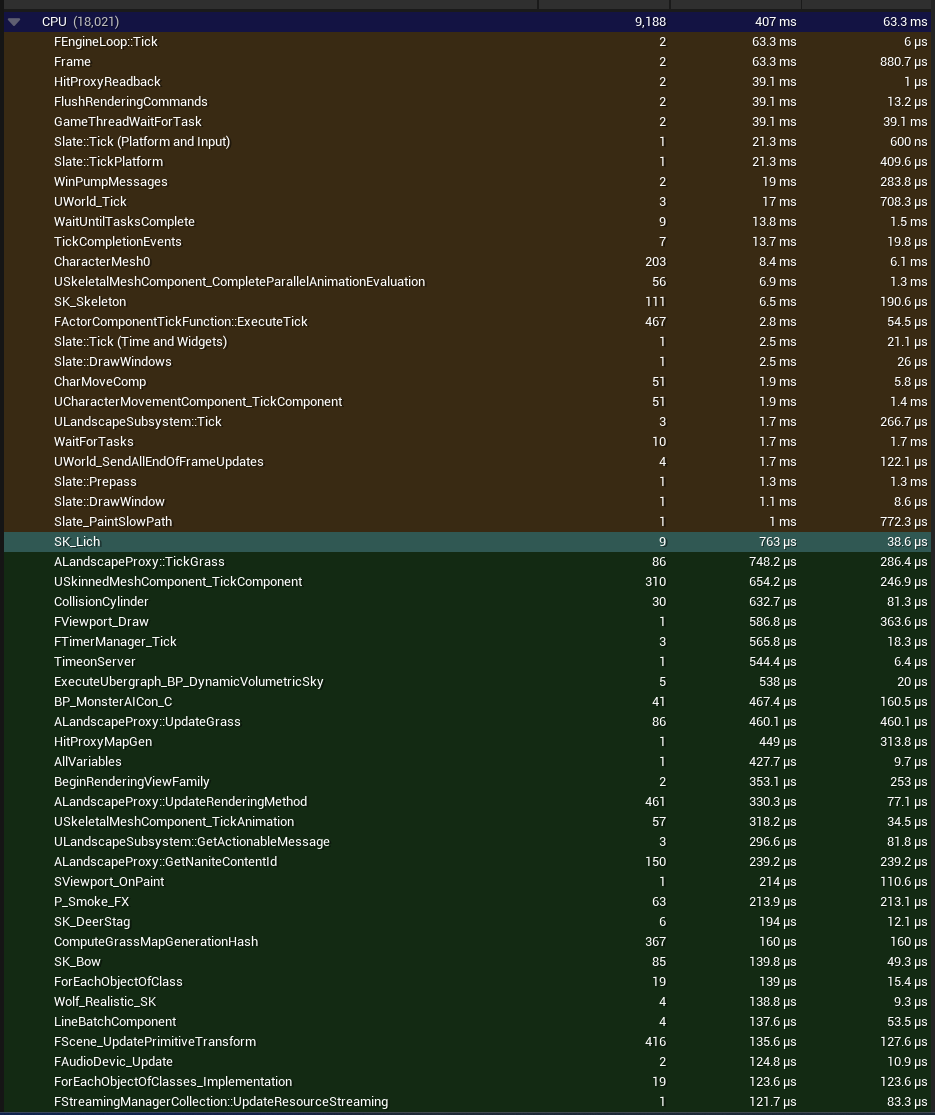 CPU (18,021) 9,188 407 ms 63.3 ms
FEngineLoop::Tick 2 63.3 ms 6 µs
Frame 2 63.3 ms 880.7 µs
HitProxyReadback 2 39.1 ms 1 µs
FlushRenderingCommands 2 39.1 ms 13.2 µs
GameThreadWaitForTask 2 39.1 ms 39.1 ms
Slate::Tick (Platform and Input) 1 21.3 ms 600 ns
Slate::TickPlatform 1 21.3 ms 409.6 µs
WinPumpMessages 2 19 ms 283.8 µs
UWorld_Tick 3 17 ms 708.3 µs
WaitUntilTasksComplete 9 13.8 ms 1.5 ms
TickCompletionEvents 7 13.7 ms 19.8 µs
CharacterMesh0 203 8.4 ms 6.1 ms
USkeletalMeshComponent_CompleteParallelAnimationEvaluation 56 6.9 ms 1.3 ms
SK_Skeleton 111 6.5 ms 190.6 µs
FActorComponentTickFunction::ExecuteTick 467 2.8 ms 54.5 µs
Slate::Tick (Time and Widgets) 1 2.5 ms 21.1 µs
Slate::DrawWindows 1 2.5 ms 26 µs
CharMoveComp 51 1.9 ms 5.8 µs
UCharacterMovementComponent_TickComponent 51 1.9 ms 1.4 ms
ULandscapeSubsystem::Tick 3 1.7 ms 266.7 µs
WaitForTasks 10 1.7 ms 1.7 ms
UWorld_SendAllEndOfFrameUpdates 4 1.7 ms 122.1 µs
Slate::Prepass 1 1.3 ms 1.3 ms
Slate::DrawWindow 1 1.1 ms 8.6 µs
Slate_PaintSlowPath 1 1 ms 772.3 µs
SK_Lich 9 763 µs 38.6 µs
ALandscapeProxy::TickGrass 86 748.2 µs 286.4 µs
USkinnedMeshComponent_TickComponent 310 654.2 µs 246.9 µs
CollisionCylinder 30 632.7 µs 81.3 µs
FViewport_Draw 1 586.8 µs 363.6 µs
FTimerManager_Tick 3 565.8 µs 18.3 µs
TimeonServer 1 544.4 µs 6.4 µs
ExecuteUbergraph_BP_DynamicVolumetricSky 5 538 µs 20 µs
BP_MonsterAICon_C 41 467.4 µs 160.5 µs
ALandscapeProxy::UpdateGrass 86 460.1 µs 460.1 µs
HitProxyMapGen 1 449 µs 313.8 µs
AllVariables 1 427.7 µs 9.7 µs
BeginRenderingViewFamily 2 353.1 µs 253 µs
ALandscapeProxy::UpdateRenderingMethod 461 330.3 µs 77.1 µs
USkeletalMeshComponent_TickAnimation 57 318.2 µs 34.5 µs
ULandscapeSubsystem::GetActionableMessage 3 296.6 µs 81.8 µs
ALandscapeProxy::GetNaniteContentId 150 239.2 µs 239.2 µs
SViewport_OnPaint 1 214 µs 110.6 µs
P_Smoke_FX 63 213.9 µs 213.1 µs
SK_DeerStag 6 194 µs 12.1 µs
ComputeGrassMapGenerationHash 367 160 µs 160 µs
SK_Bow 85 139.8 µs 49.3 µs
ForEachObjectOfClass 19 139 µs 15.4 µs
Wolf_Realistic_SK 4 138.8 µs 9.3 µs
LineBatchComponent 4 137.6 µs 53.5 µs
FScene_UpdatePrimitiveTransform 416 135.6 µs 127.6 µs
FAudioDevic_Update 2 124.8 µs 10.9 µs
ForEachObjectOfClasses_Implementation 19 123.6 µs 123.6 µs
FStreamingManagerCollection::UpdateResourceStreaming 1 121.7 µs 83.3 µs